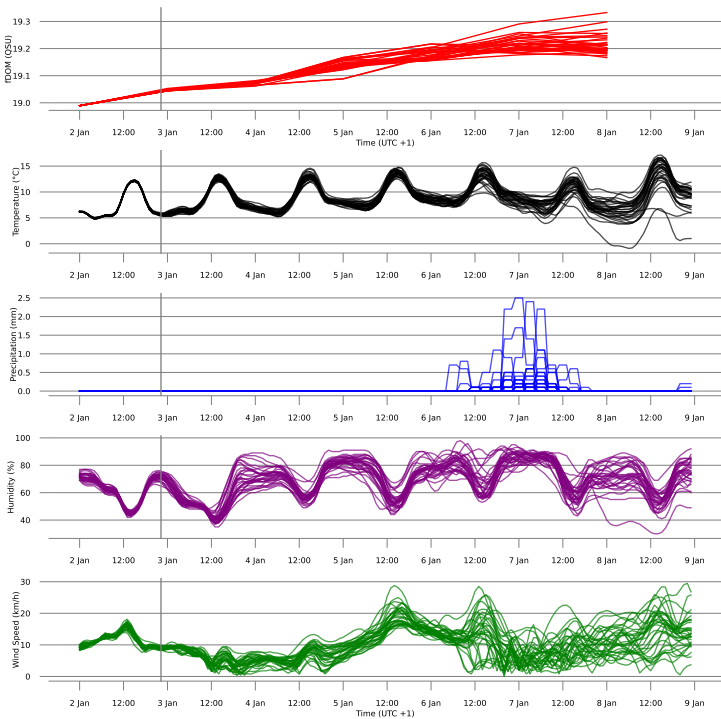 fDOM (QSU)
19.3
19.2
19.1
19.0
2 Jan 12:00 3 Jan 12:00 4 Jan 12:00 5 Jan 12:00 6 Jan 12:00 7 Jan 12:00 8 Jan 12:00 9 Jan
Time (UTC +1)
Temperature (°C)
15
10
5
0
2 Jan 12:00 3 Jan 12:00 4 Jan 12:00 5 Jan 12:00 6 Jan 12:00 7 Jan 12:00 8 Jan 12:00 9 Jan
Precipitation (mm)
2.5
2.0
1.5
1.0
0.5
0.0
2 Jan 12:00 3 Jan 12:00 4 Jan 12:00 5 Jan 12:00 6 Jan 12:00 7 Jan 12:00 8 Jan 12:00 9 Jan
Humidity (%)
100
80
60
40
2 Jan 12:00 3 Jan 12:00 4 Jan 12:00 5 Jan 12:00 6 Jan 12:00 7 Jan 12:00 8 Jan 12:00 9 Jan
Wind Speed (km/h)
30
20
10
0
2 Jan 12:00 3 Jan 12:00 4 Jan 12:00 5 Jan 12:00 6 Jan 12:00 7 Jan 12:00 8 Jan 12:00 9 Jan
Time (UTC +1)